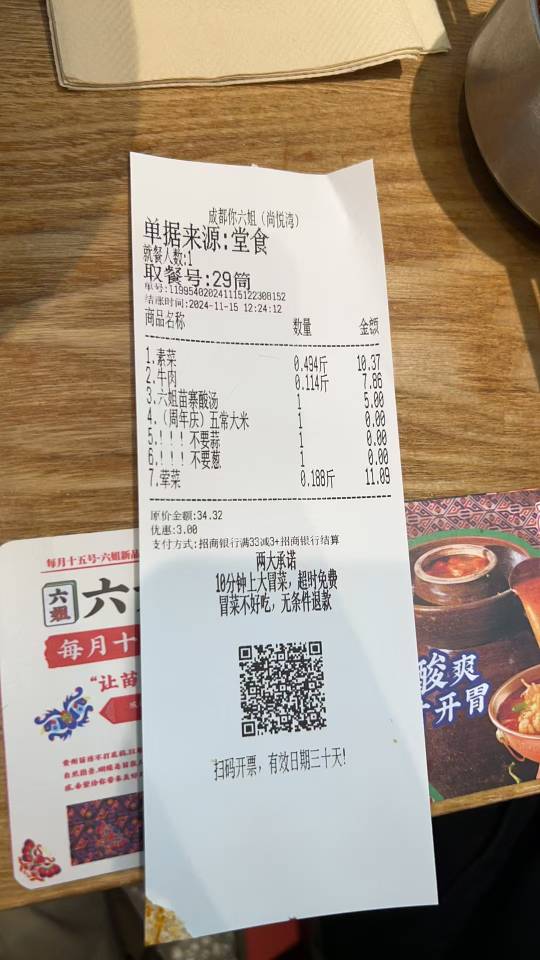 成都你六姐（尚悦湾）
单据来源:堂食
就餐人数:1
取餐号:29筒
单号:119954020241115122308152
结账时间:2024-11-15 12:24:12
商品名称 数量 金额
1.素菜 0.494斤 10.37
2.牛肉 0.114斤 7.86
3.六姐苗寨酸汤 1 5.00
4.（周年庆）五常大米 1 0.00
5.！！！不要蒜 1 0.00
6.！！！不要葱 1 0.00
7.荤菜 0.188斤 11.09
原价金额:34.32
优惠:3.00
支付方式:招商银行满33减3+招商银行结算
两大承诺
10分钟上大冒菜，超时免费
冒菜不好吃，无条件退款
扫码开票，有效日期三十天!
每月十五号-六姐新品
六姐
六
每月十
“让苗
酸爽
开胃